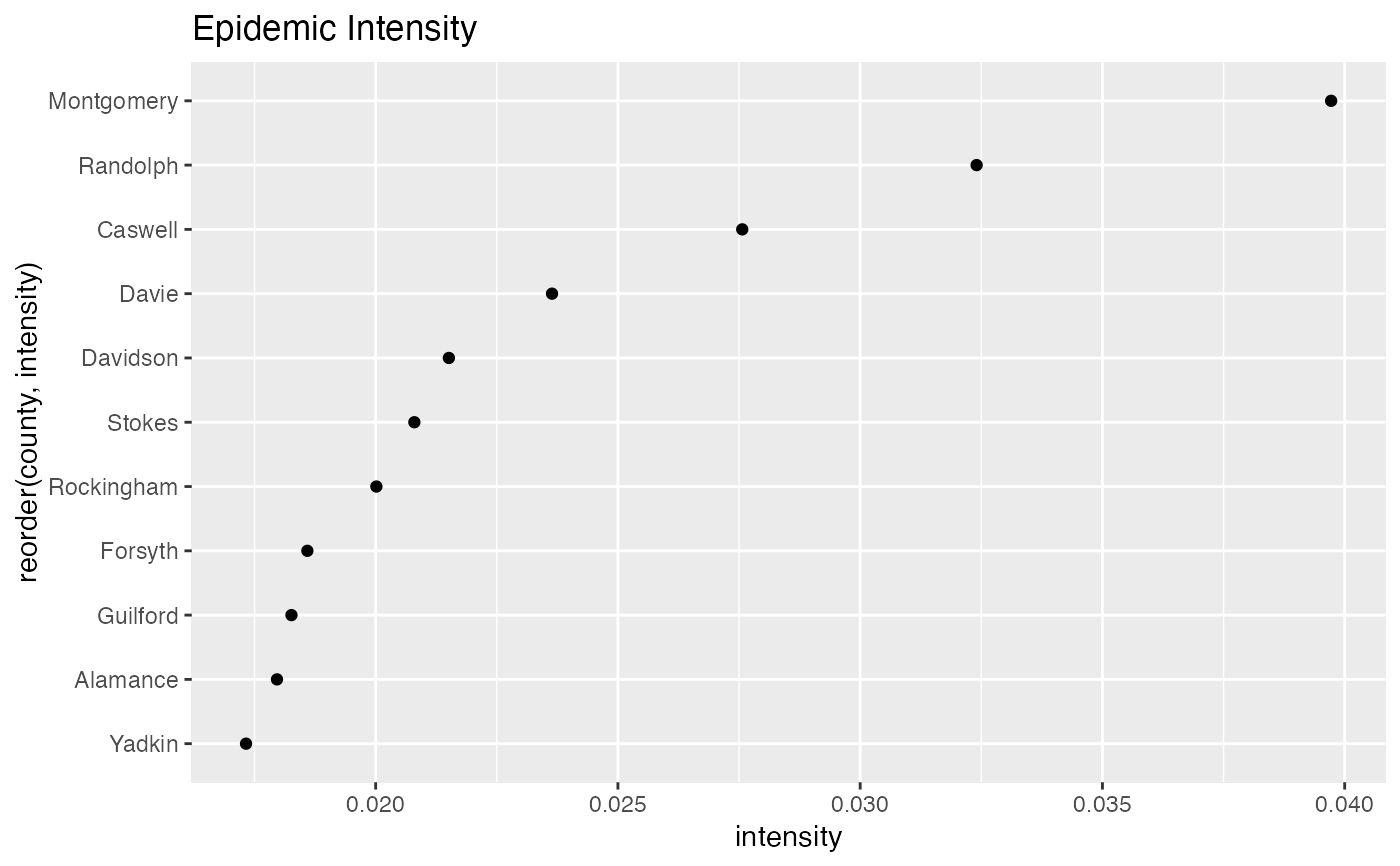 Epidemic Intensity
reorder(county, intensity)
Montgomery
Randolph
Caswell
Davie
Davidson
Stokes
Rockingham
Forsyth
Guilford
Alamance
Yadkin
0.020 0.025 0.030 0.035 0.040
intensity